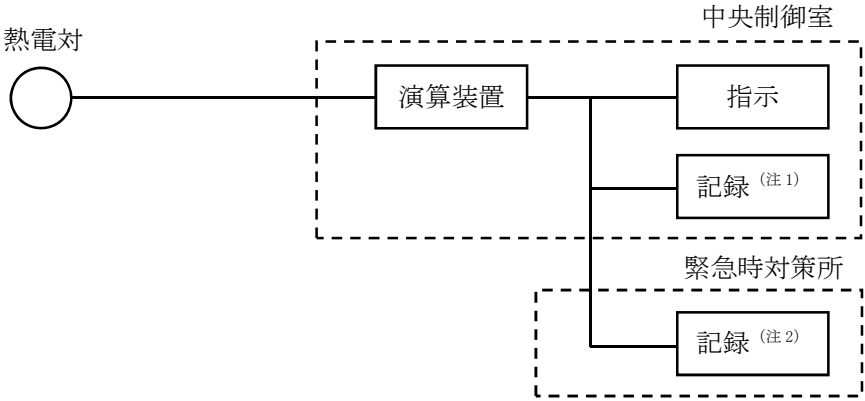 中央制御室
熱電対
演算装置
指示
記録(注1)
緊急時対策所
記録(注2)